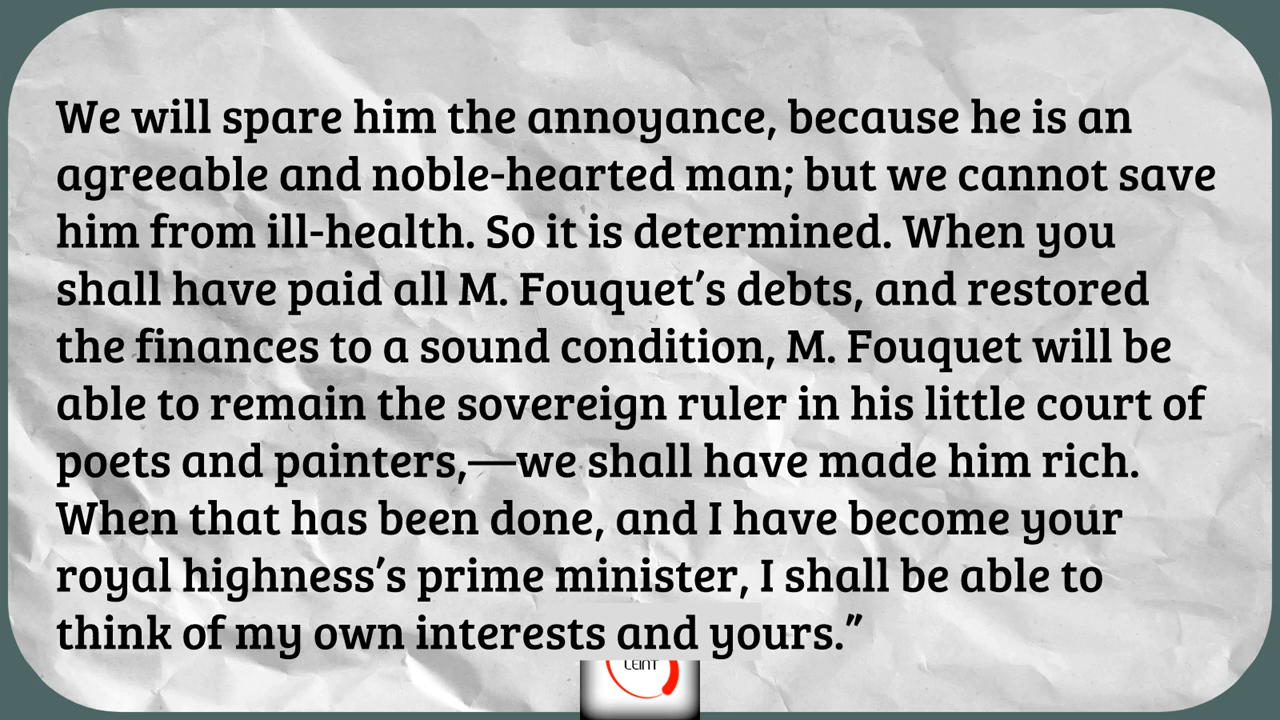 We will spare him the annoyance, because he is an
agreeable and noble-hearted man; but we cannot save
him from ill-health. So it is determined. When you
shall have paid all M. Fouquet’s debts, and restored
the finances to a sound condition, M. Fouquet will be
able to remain the sovereign ruler in his little court of
poets and painters,—we shall have made him rich.
When that has been done, and I have become your
royal highness’s prime minister, I shall be able to
think of my own interests and yours.”